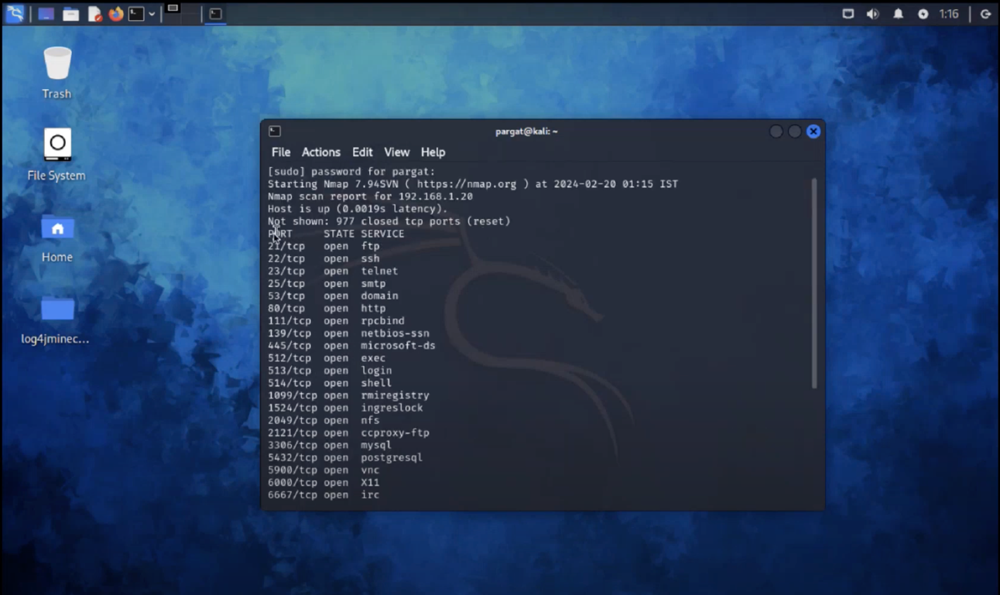 1:16
Trash
File System
Home
log4jminec...
pargat@kali: ~
File Actions Edit View Help
[sudo] password for pargat:
Starting Nmap 7.94SVN ( https://nmap.org ) at 2024-02-20 01:15 IST
Nmap scan report for 192.168.1.20
Host is up (0.0019s latency).
Not shown: 977 closed tcp ports (reset)
PORT STATE SERVICE
21/tcp open ftp
22/tcp open ssh
23/tcp open telnet
25/tcp open smtp
53/tcp open domain
80/tcp open http
111/tcp open rpcbind
139/tcp open netbios-ssn
445/tcp open microsoft-ds
512/tcp open exec
513/tcp open login
514/tcp open shell
1099/tcp open rmiregistry
1524/tcp open ingreslock
2049/tcp open nfs
2121/tcp open ccproxy-ftp
3306/tcp open mysql
5432/tcp open postgresql
5900/tcp open vnc
6000/tcp open X11
6667/tcp open irc